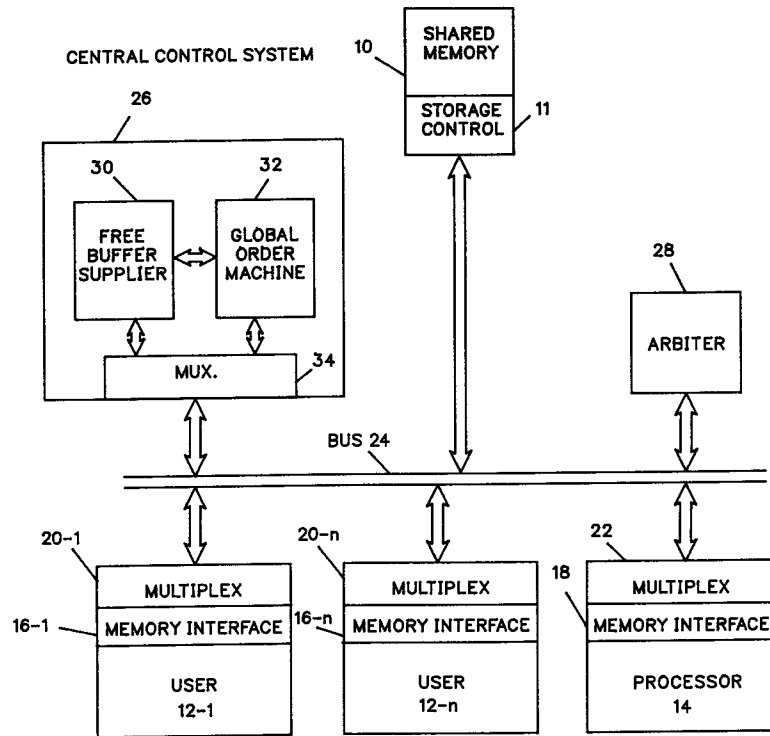 CENTRAL CONTROL SYSTEM
26
30
32
FREE
BUFFER
SUPPLIER
GLOBAL
ORDER
MACHINE
MUX.
34
10
SHARED
MEMORY
STORAGE
CONTROL
11
28
ARBITER
BUS 24
20-1
MULTIPLEX
16-1
MEMORY INTERFACE
USER
12-1
20-n
MULTIPLEX
16-n
MEMORY INTERFACE
USER
12-n
22
18
MULTIPLEX
MEMORY INTERFACE
PROCESSOR
14